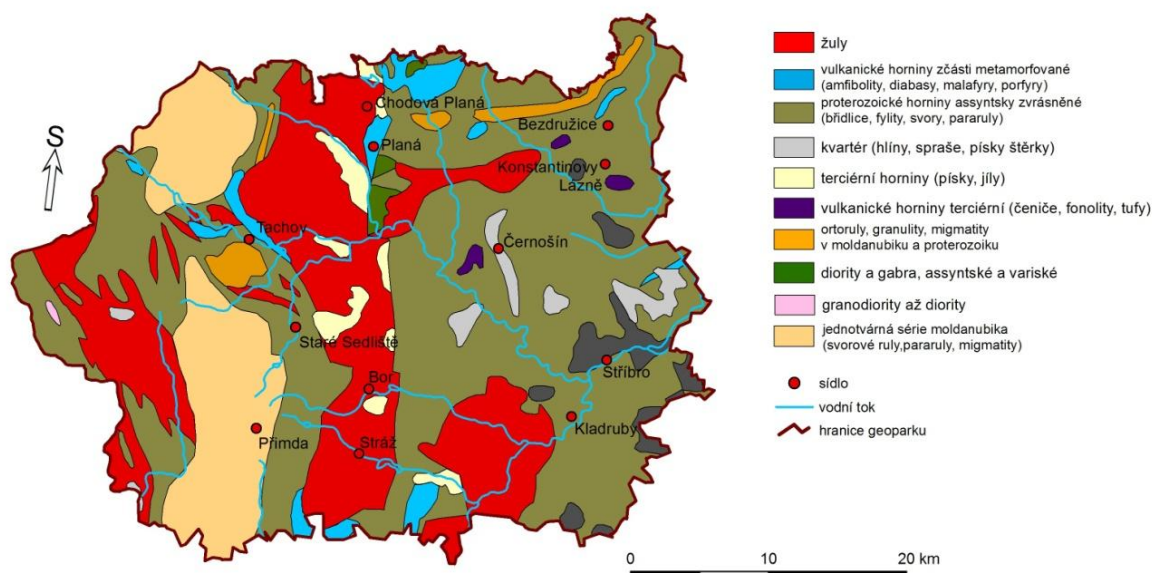 S
Chodová Planá
Planá
Bezdružice
Konstantinovy
Lázně
Tachov
Černošín
Staré Sedliště
Stříbro
Bor
Kladruby
Přimda
Stráž
žuly
vulkanické horniny zčásti metamorfované
(amfibolity, diabasy, malafyry, porfyry)
proterozoické horniny assyntsky zvrásněné
(břidlice, fylity, svory, pararuly)
kvartér (hlíny, spraše, písky štěrky)
terciérní horniny (písky, jíly)
vulkanické horniny terciérní (čeniče, fonolity, tufy)
ortoruly, granulity, migmatity
v moldanubiku a proterozoiku
diority a gabra, assyntské a variské
granodiority až diority
jednotvárná série moldanubika
(svorové ruly,pararuly, migmatity)
sídlo
vodní tok
hranice geoparku
0 10 20 km